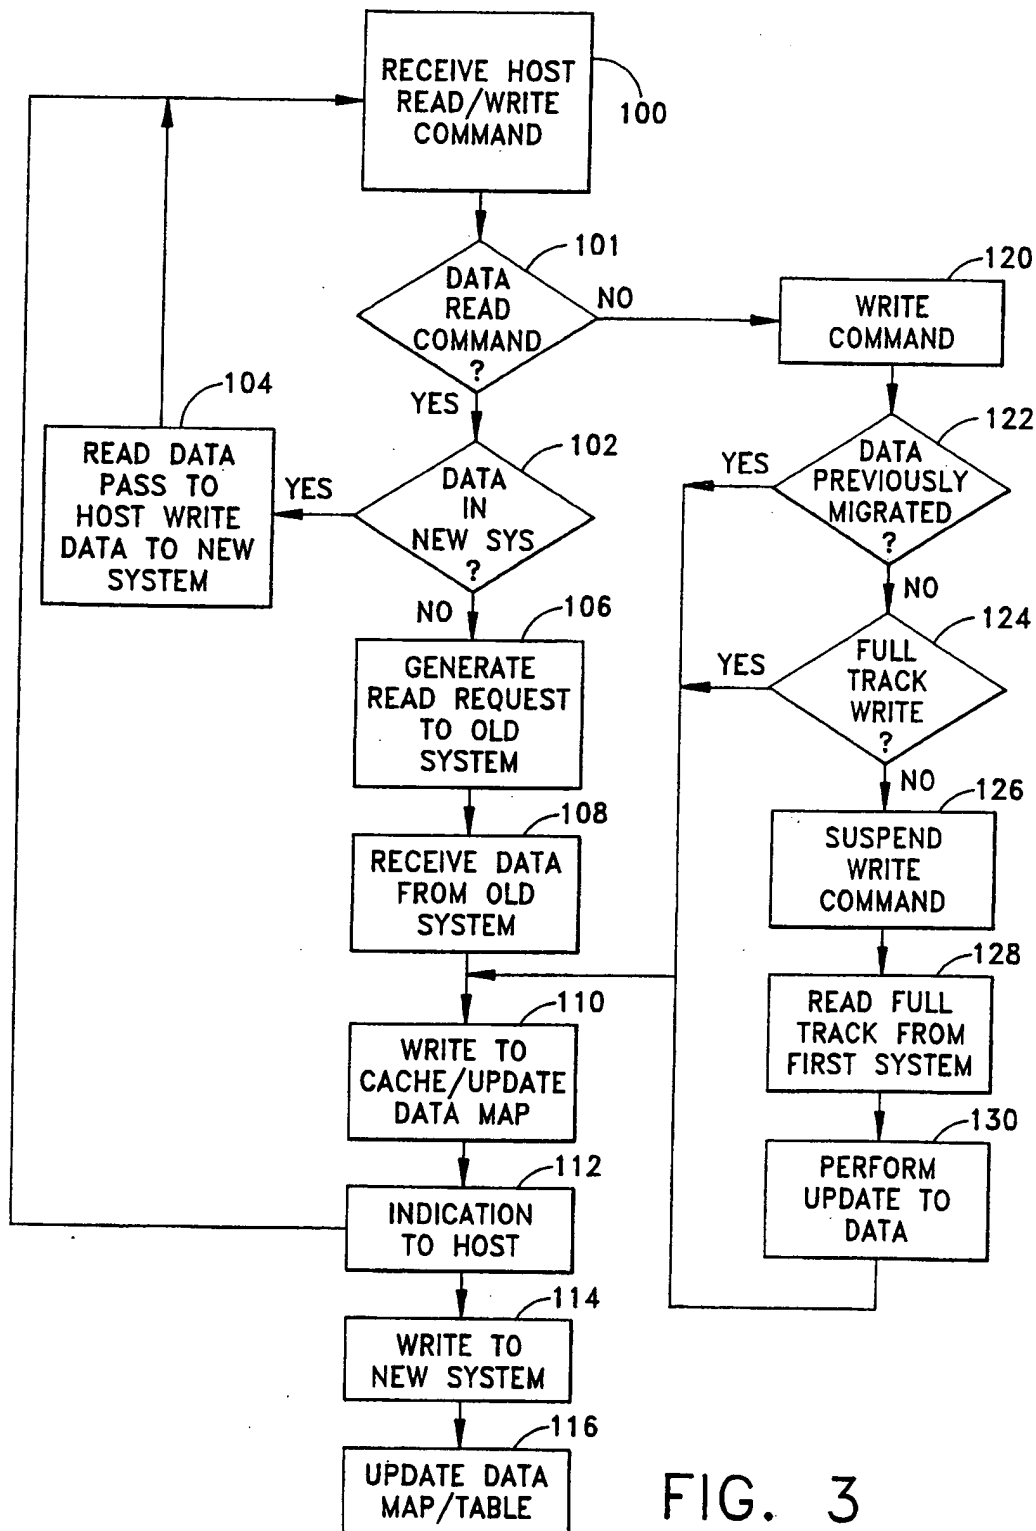 RECEIVE HOST
READ/WRITE
COMMAND
100
101
DATA
READ
COMMAND
?
NO
YES
120
WRITE
COMMAND
104
READ DATA
PASS TO
HOST WRITE
DATA TO NEW
SYSTEM
YES
102
DATA
IN
NEW SYS
?
NO
122
DATA
PREVIOUSLY
MIGRATED
?
YES
NO
106
GENERATE
READ REQUEST
TO OLD
SYSTEM
124
FULL
TRACK
WRITE
?
YES
NO
108
RECEIVE DATA
FROM OLD
SYSTEM
126
SUSPEND
WRITE
COMMAND
110
WRITE TO
CACHE/UPDATE
DATA MAP
128
READ FULL
TRACK FROM
FIRST SYSTEM
112
INDICATION
TO HOST
130
PERFORM
UPDATE TO
DATA
114
WRITE TO
NEW SYSTEM
116
UPDATE DATA
MAP/TABLE
FIG. 3